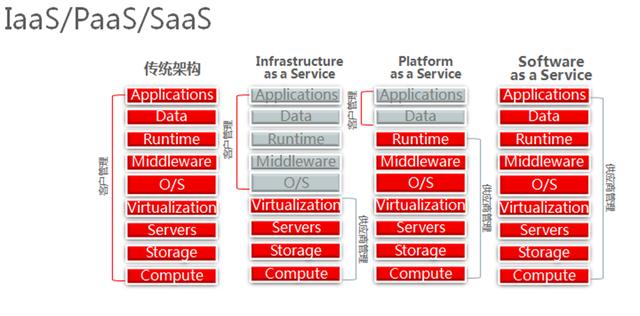 IaaS/PaaS/SaaS
传统架构
Applications
Data
Runtime
Middleware
O/S
Virtualization
Servers
Storage
Compute
客户管理
Infrastructure
as a Service
Applications
Data
Runtime
Middleware
O/S
Virtualization
Servers
Storage
Compute
客户管理
供应商管理
Platform
as a Service
Applications
Data
Runtime
Middleware
O/S
Virtualization
Servers
Storage
Compute
客户管理
供应商管理
Software
as a Service
Applications
Data
Runtime
Middleware
O/S
Virtualization
Servers
Storage
Compute
供应商管理